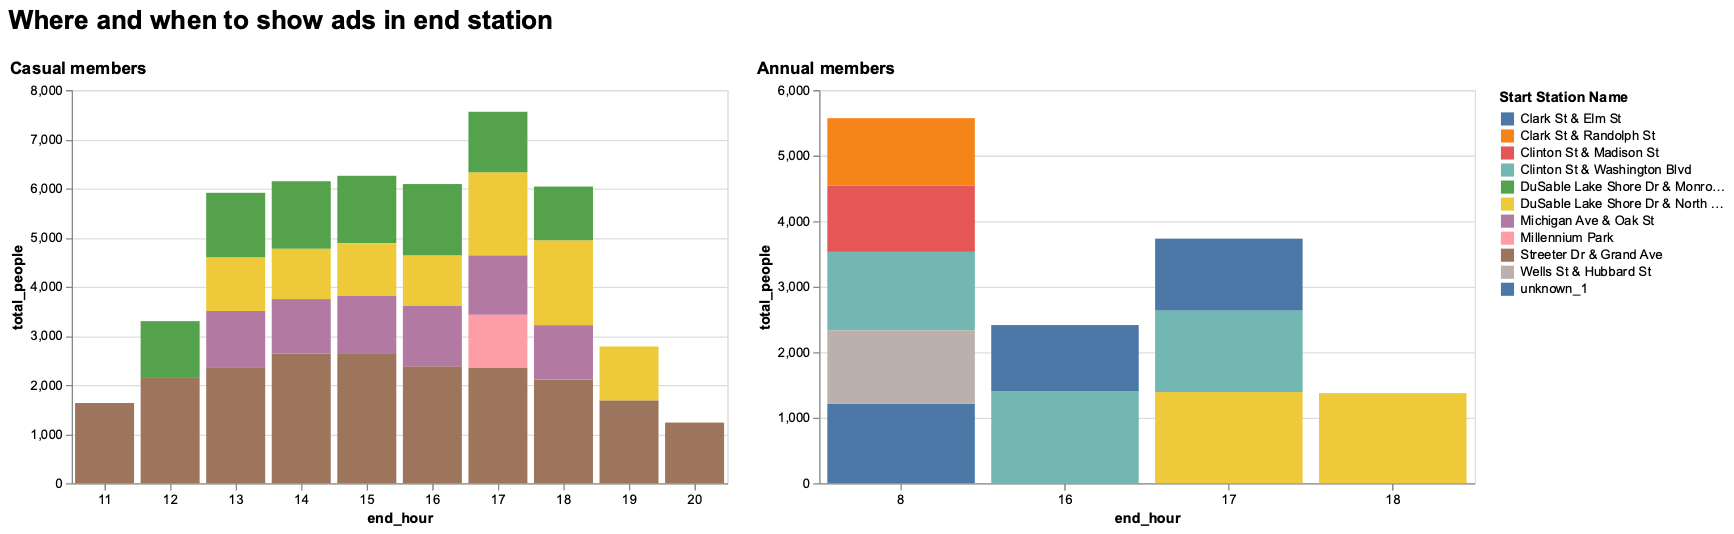 Where and when to show ads in end station
Casual members
8,000
7,000
6,000
5,000
4,000
3,000
2,000
1,000
0
total_people
11 12 13 14 15 16 17 18 19 20
end_hour
Annual members
6,000
5,000
4,000
3,000
2,000
1,000
0
total_people
8 16 17 18
end_hour
Start Station Name
Clark St & Elm St
Clark St & Randolph St
Clinton St & Madison St
Clinton St & Washington Blvd
DuSable Lake Shore Dr & Monro…
DuSable Lake Shore Dr & North …
Michigan Ave & Oak St
Millennium Park
Streeter Dr & Grand Ave
Wells St & Hubbard St
unknown_1